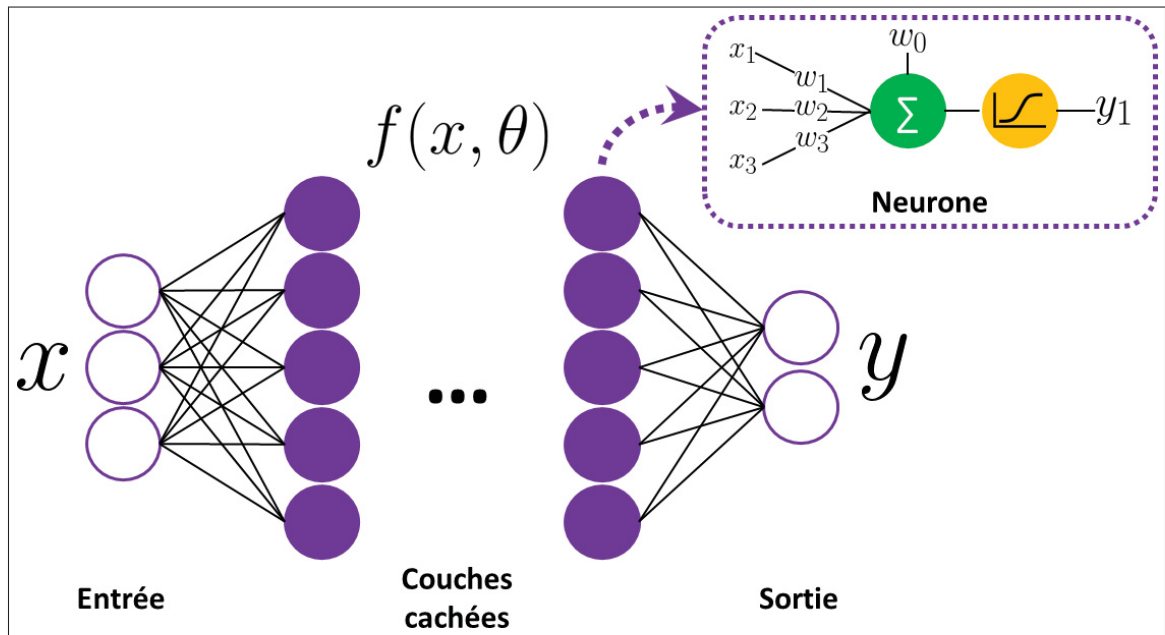 w₀
x₁
w₁
x₂ w₂ Σ y₁
w₃
x₃
Neurone
f(x, θ)
x ... y
Entrée
Couches
cachées
Sortie